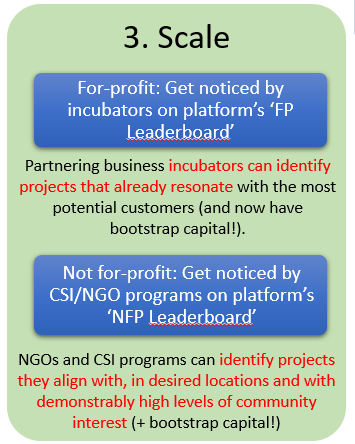 3. Scale
For-profit: Get noticed by
incubators on platform's 'FP
Leaderboard'
Partnering business incubators can identify
projects that already resonate with the most
potential customers (and now have
bootstrap capital!).
Not for-profit: Get noticed by
CSI/NGO programs on platform's
'NFP Leaderboard'
NGOs and CSI programs can identify projects
they align with, in desired locations and with
demonstrably high levels of community
interest (+ bootstrap capital!)